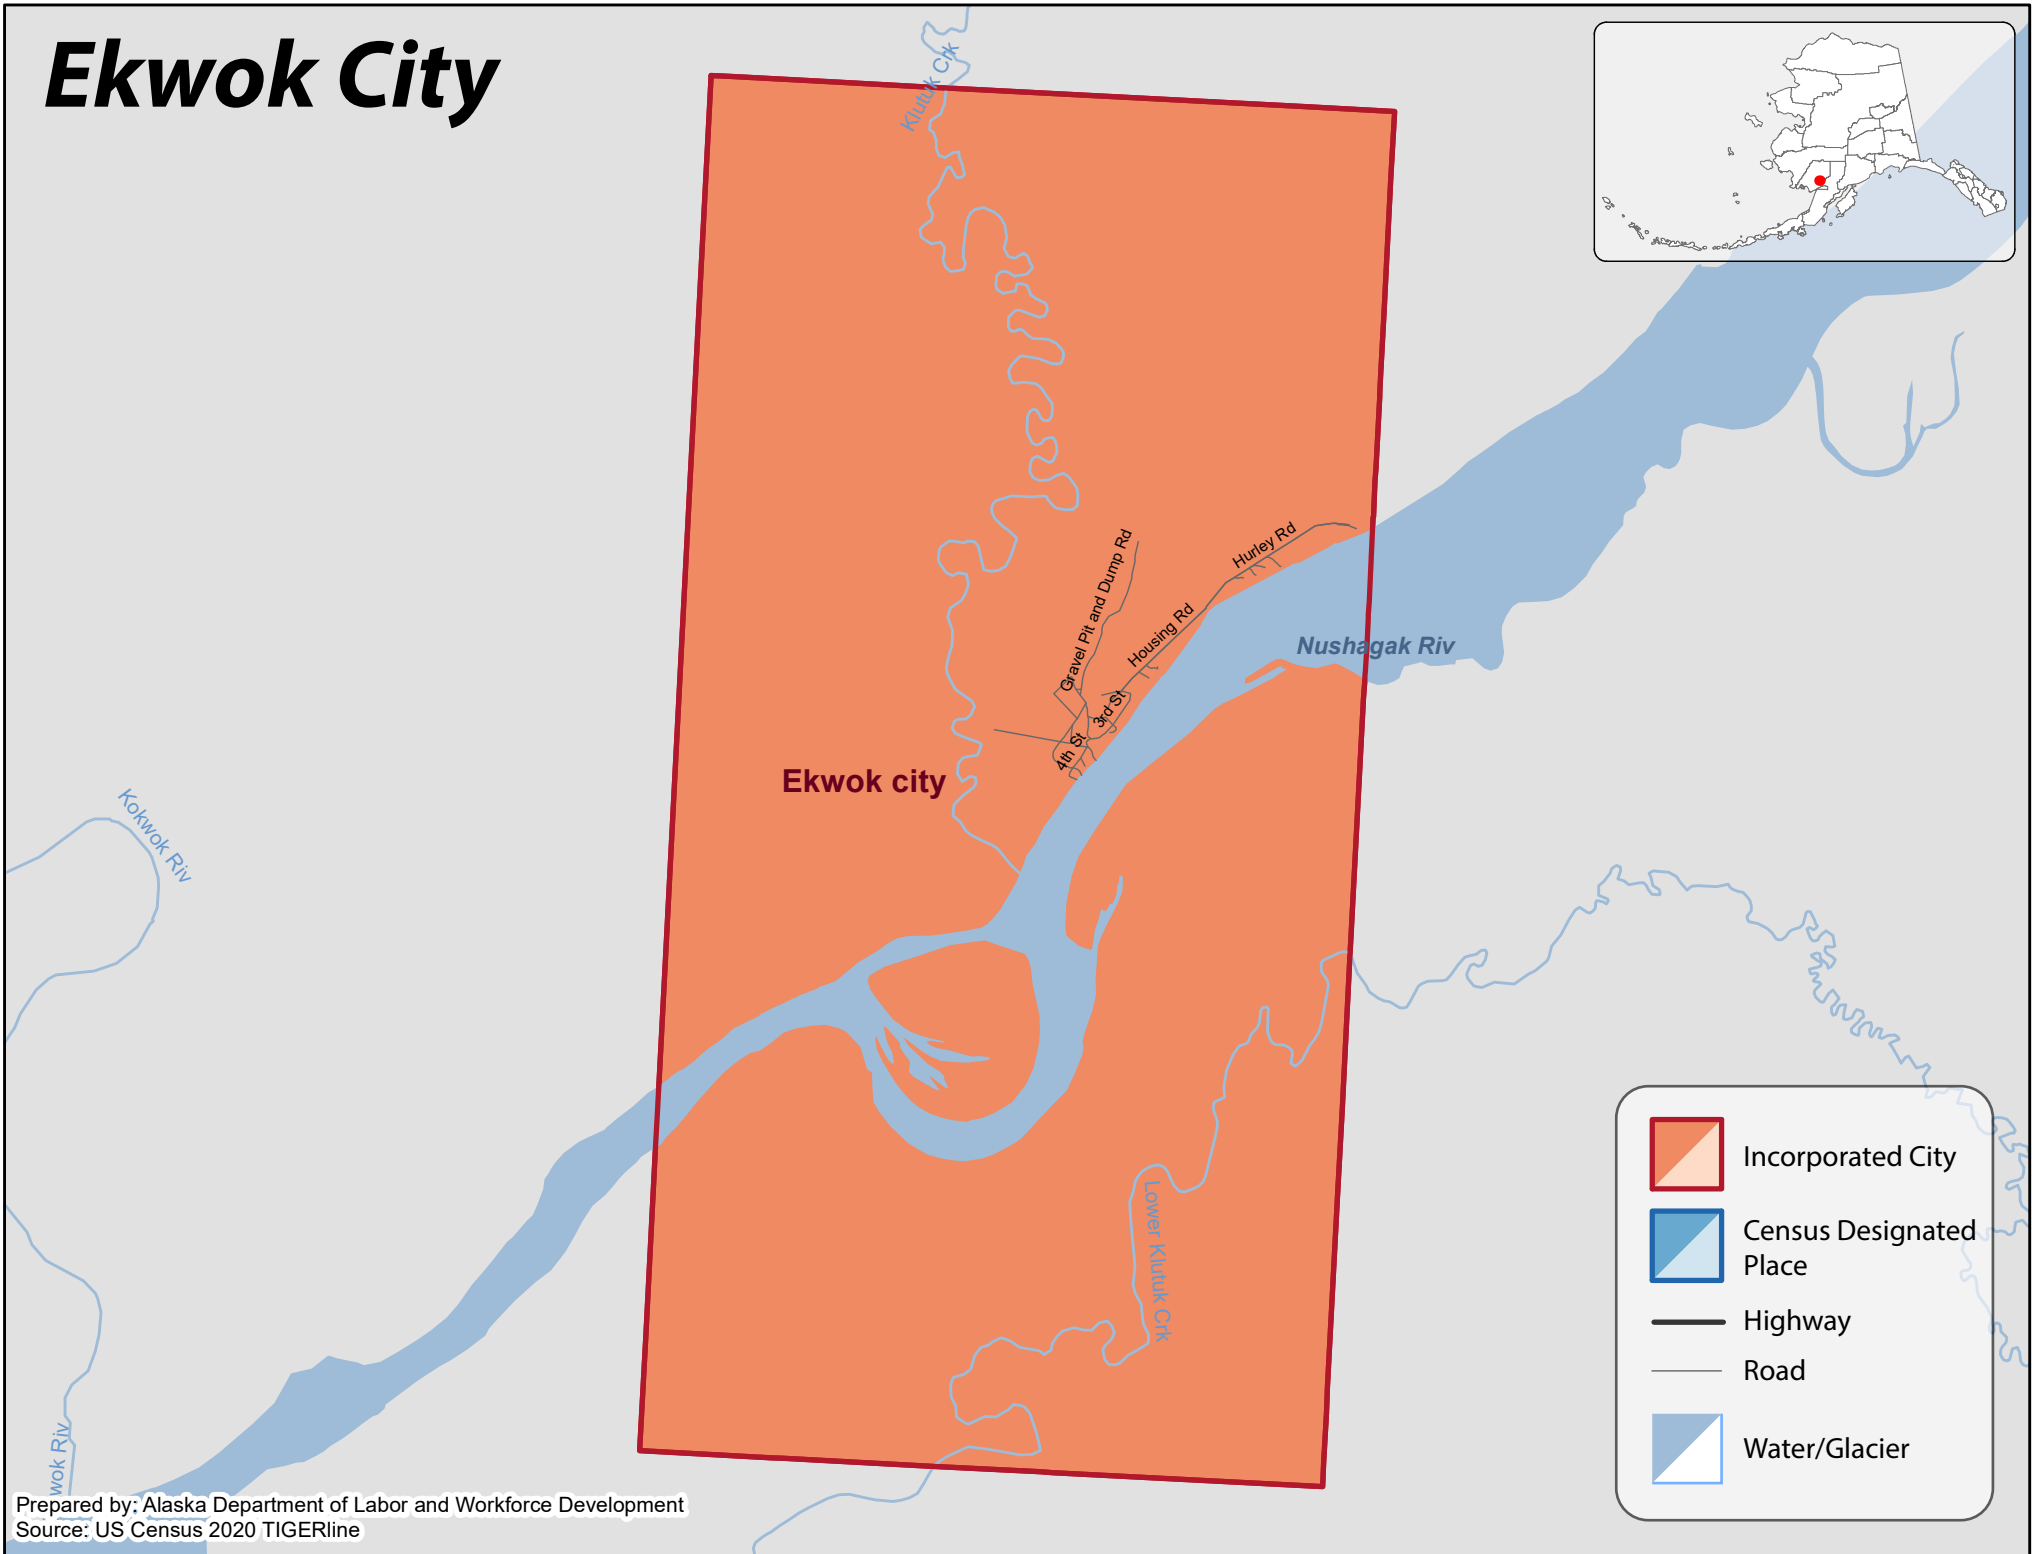 Ekwok City
Klutuk Crk
Hurley Rd
Gravel Pit and Dump Rd
Housing Rd
Nushagak Riv
3rd St
4th St
Ekwok city
Kokwok Riv
Lower Klutuk Crk
wok Riv
Incorporated City
Census Designated
Place
Highway
Road
Water/Glacier
Prepared by: Alaska Department of Labor and Workforce Development
Source: US Census 2020 TIGERline